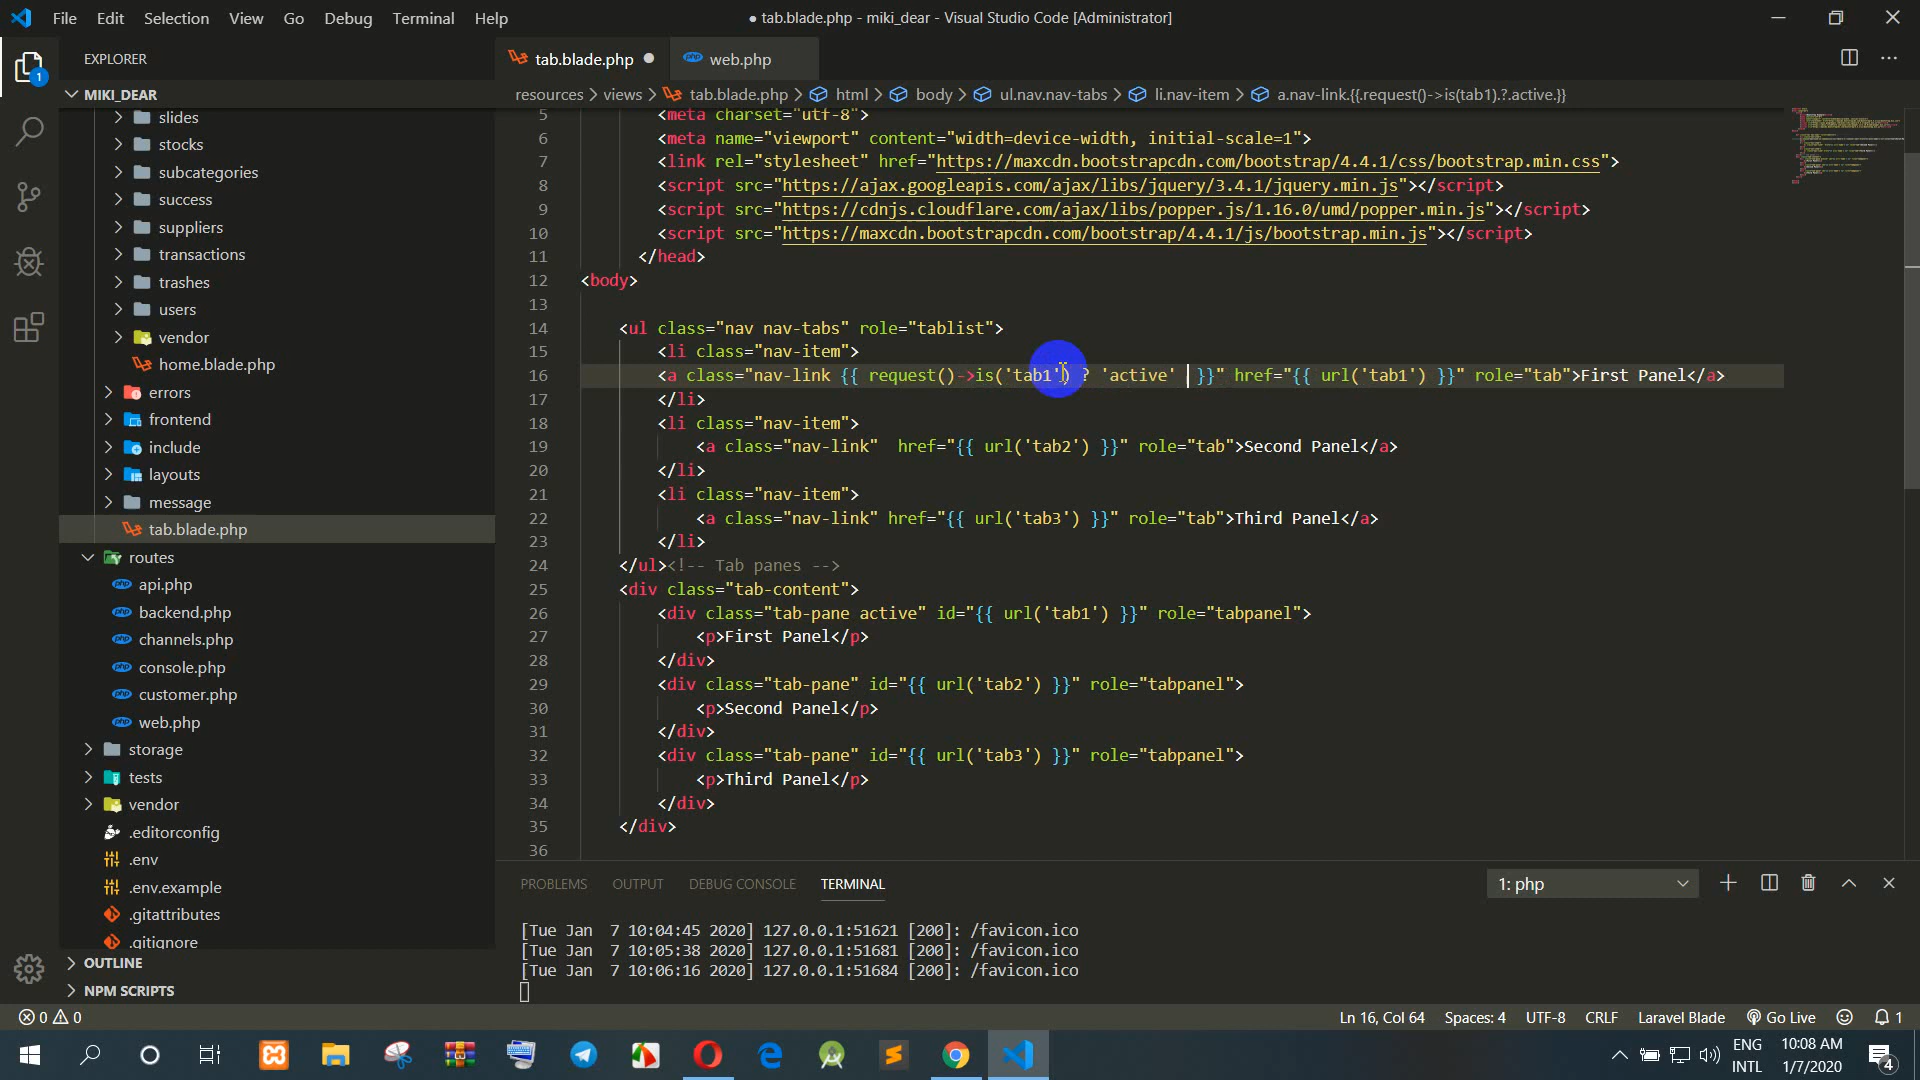 File Edit Selection View Go Debug Terminal Help
● tab.blade.php - miki_dear - Visual Studio Code [Administrator]
EXPLORER
tab.blade.php
web.php
MIKI_DEAR
resources > views > tab.blade.php > html > body > ul.nav.nav-tabs > li.nav-item > a.nav-link.{{.request()->is(tab1).?.active.}}
slides
stocks
subcategories
success
suppliers
transactions
trashes
users
vendor
home.blade.php
errors
frontend
include
layouts
message
tab.blade.php
routes
api.php
backend.php
channels.php
console.php
customer.php
web.php
storage
tests
vendor
.editorconfig
.env
.env.example
.gitattributes
.gitignore
OUTLINE
NPM SCRIPTS
1
5 <meta charset="utf-8">
6 <meta name="viewport" content="width=device-width, initial-scale=1">
7 <link rel="stylesheet" href="https://maxcdn.bootstrapcdn.com/bootstrap/4.4.1/css/bootstrap.min.css">
8 <script src="https://ajax.googleapis.com/ajax/libs/jquery/3.4.1/jquery.min.js"></script>
9 <script src="https://cdnjs.cloudflare.com/ajax/libs/popper.js/1.16.0/umd/popper.min.js"></script>
10 <script src="https://maxcdn.bootstrapcdn.com/bootstrap/4.4.1/js/bootstrap.min.js"></script>
11 </head>
12 <body>
13
14 <ul class="nav nav-tabs" role="tablist">
15 <li class="nav-item">
16 <a class="nav-link {{ request()->is('tab1') ? 'active' }}" href="{{ url('tab1') }}" role="tab">First Panel</a>
17 </li>
18 <li class="nav-item">
19 <a class="nav-link"  href="{{ url('tab2') }}" role="tab">Second Panel</a>
20 </li>
21 <li class="nav-item">
22 <a class="nav-link" href="{{ url('tab3') }}" role="tab">Third Panel</a>
23 </li>
24 </ul><!-- Tab panes -->
25 <div class="tab-content">
26 <div class="tab-pane active" id="{{ url('tab1') }}" role="tabpanel">
27 <p>First Panel</p>
28 </div>
29 <div class="tab-pane" id="{{ url('tab2') }}" role="tabpanel">
30 <p>Second Panel</p>
31 </div>
32 <div class="tab-pane" id="{{ url('tab3') }}" role="tabpanel">
33 <p>Third Panel</p>
34 </div>
35 </div>
36
PROBLEMS OUTPUT DEBUG CONSOLE TERMINAL 1: php
[Tue Jan  7 10:04:45 2020] 127.0.0.1:51621 [200]: /favicon.ico
[Tue Jan  7 10:05:38 2020] 127.0.0.1:51681 [200]: /favicon.ico
[Tue Jan  7 10:06:16 2020] 127.0.0.1:51684 [200]: /favicon.ico
0 0 Ln 16, Col 64 Spaces: 4 UTF-8 CRLF Laravel Blade Go Live 1
ENG
INTL
10:08 AM
1/7/2020
4